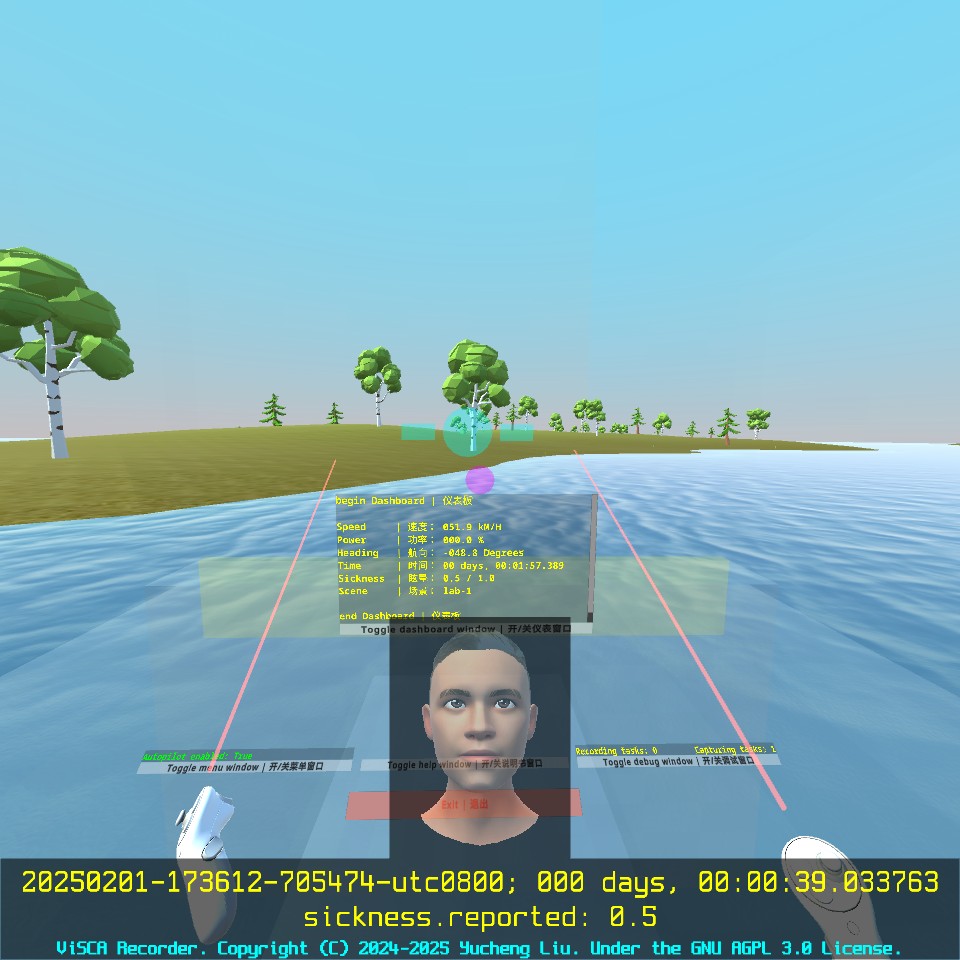 begin Dashboard | 仪表板
Speed | 速度: 051.9 kM/H
Power | 功率: 000.0 %
Heading | 航向: -048.8 Degrees
Time | 时间: 00 days, 00:01:57.389
Sickness | 眩晕: 0.5 / 1.0
Scene | 场景: lab-1
end Dashboard | 仪表板
Toggle dashboard window | 开/关仪表窗口
Autopilot enabled: True
Toggle menu window | 开/关菜单窗口
Toggle help window | 开/关说明书窗口
Recording tasks: 0 Capturing tasks: 1
Toggle debug window | 开/关调试窗口
Exit | 退出
20250201-173612-705474-utc0800; 000 days, 00:00:39.033763
sickness.reported: 0.5
ViSCA Recorder. Copyright (C) 2024-2025 Yucheng Liu. Under the GNU AGPL 3.0 License.